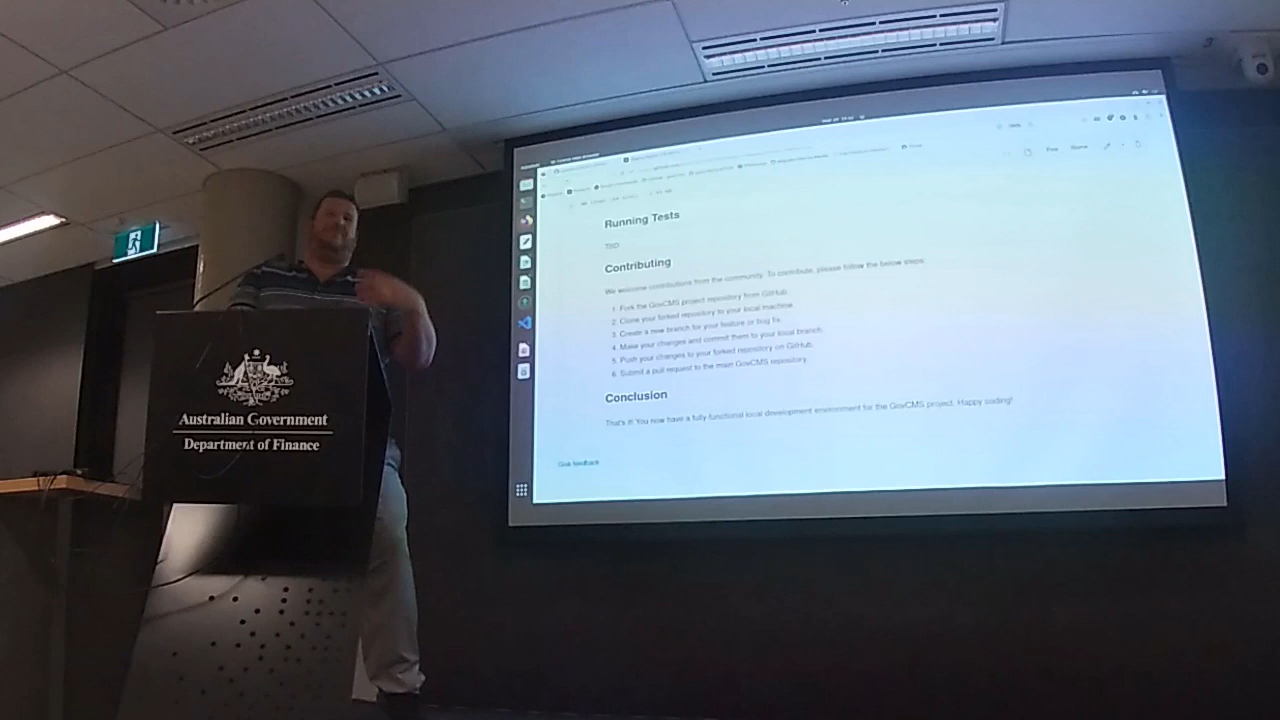 Australian Government
Department of Finance
Running Tests
TBD
Contributing
We welcome contributions from the community. To contribute, please follow the below steps:
1. Fork the GovCMS project repository from GitHub.
2. Clone your forked repository to your local machine.
3. Create a new branch for your feature or bug fix.
4. Make your changes and commit them to your local branch.
5. Push your changes to your forked repository on GitHub.
6. Submit a pull request to the main GovCMS repository.
Conclusion
That's it! You now have a fully functional local development environment for the GovCMS project. Happy coding!
Give feedback